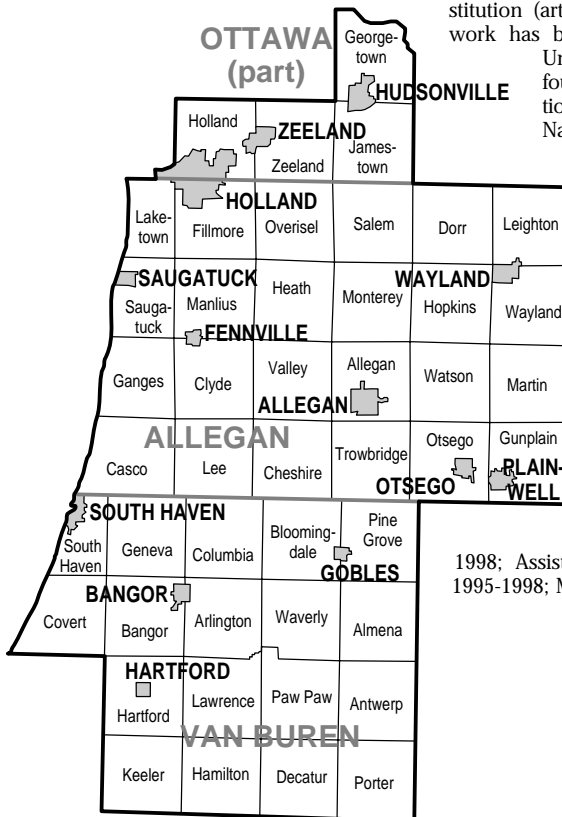 stitution (art
work has b
Ur
fou
tio
Na
OTTAWA
(part)
George-
town
HUDSONVILLE
Holland
ZEELAND
Zeeland
James-
town
HOLLAND
Lake-
town
Fillmore
Overisel
Salem
Dorr
Leighton
SAUGATUCK
WAYLAND
Sauga-
tuck
Manlius
Heath
Monterey
Hopkins
Wayland
FENNVILLE
Ganges
Clyde
Valley
Allegan
Watson
Martin
ALLEGAN
ALLEGAN
Casco
Lee
Cheshire
Trowbridge
Otsego
Gunplain
OTSEGO
PLAIN-
WELL
SOUTH HAVEN
South
Haven
Geneva
Columbia
Blooming-
dale
Pine
Grove
GOBLES
1998; Assist
1995-1998; M
BANGOR
Covert
Bangor
Arlington
Waverly
Almena
HARTFORD
Hartford
Lawrence
Paw Paw
Antwerp
VAN BUREN
Keeler
Hamilton
Decatur
Porter